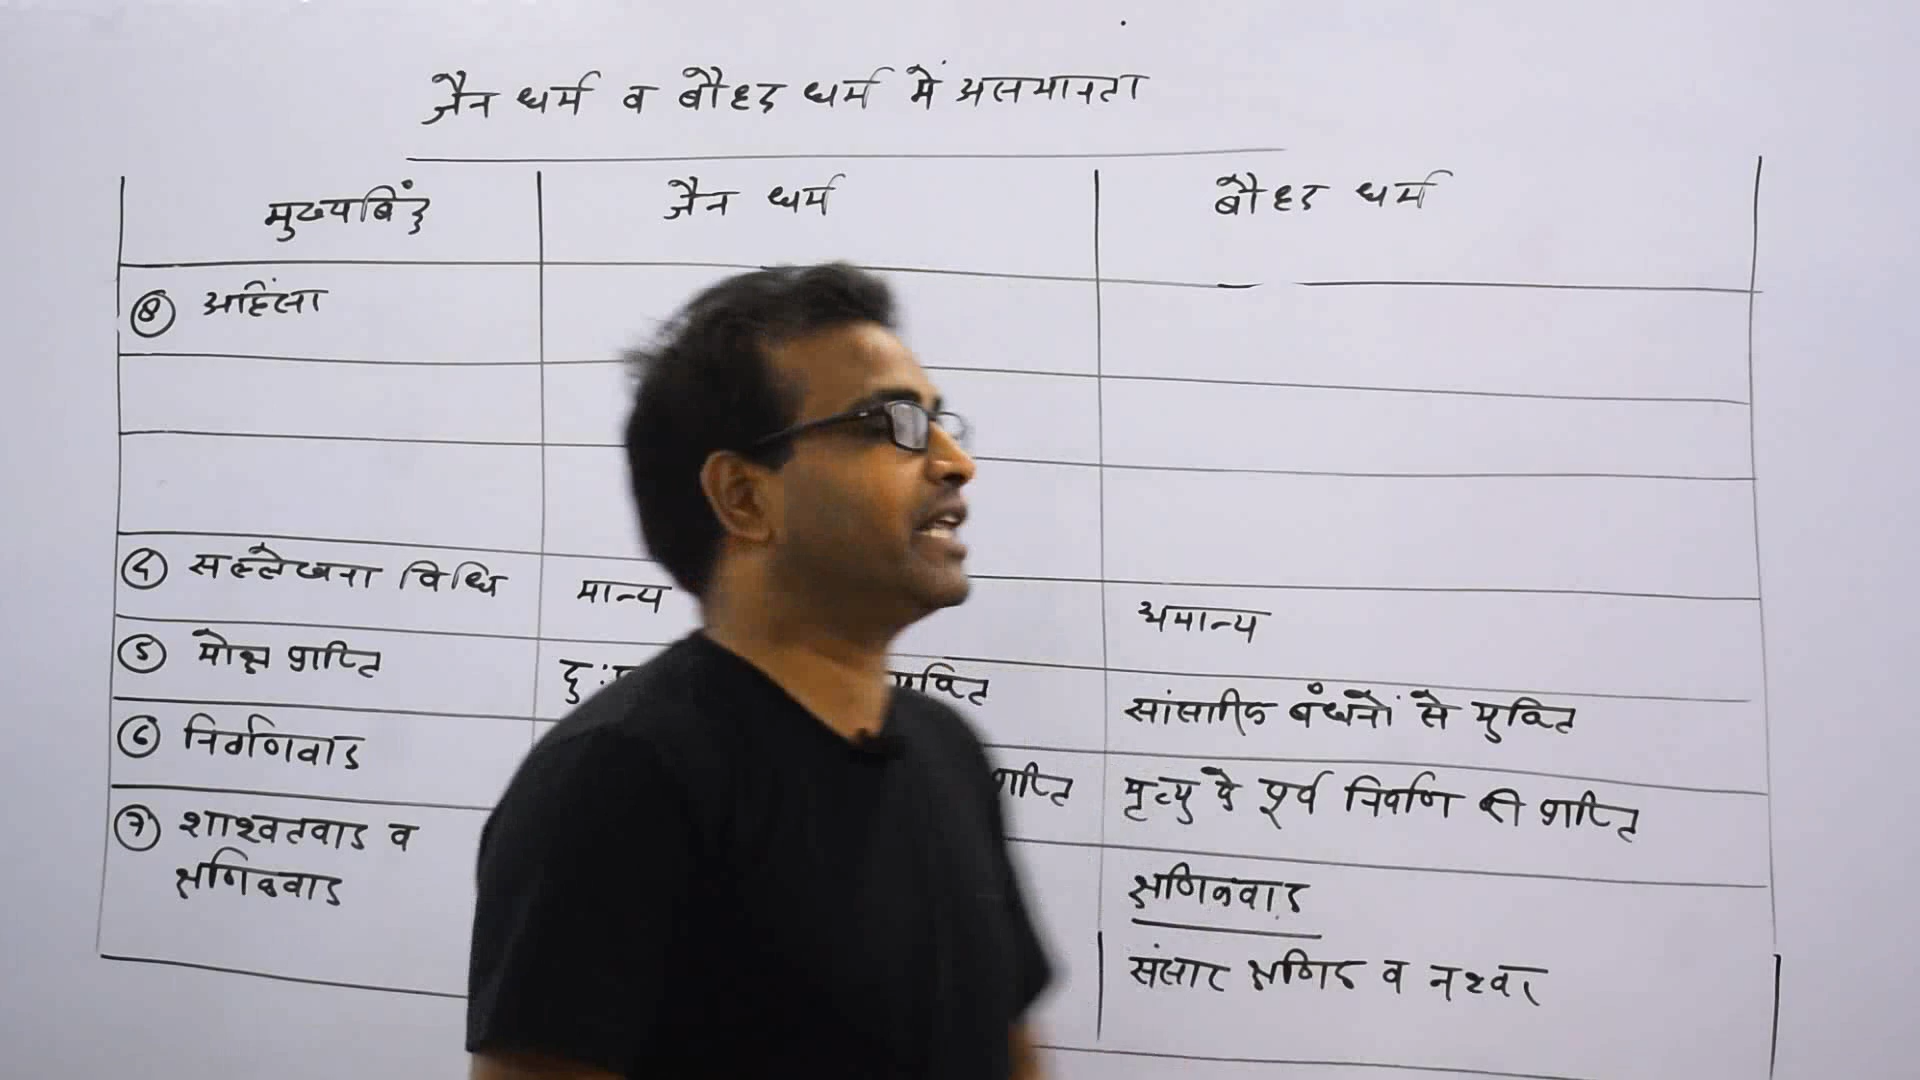 जैन धर्म व बौद्ध धर्म में असमानता
मुख्यबिंदु जैन धर्म बौद्ध धर्म
⑧ अहिंसा
④ सल्लेखना विधि मान्य अमान्य
⑤ मोक्ष प्राप्ति सांसारिक बंधनों से मुक्ति
⑥ निर्वाणवाद प्राप्ति मृत्यु के पूर्व निर्वाण की प्राप्ति
⑦ शाश्वतवाद व क्षणिकवाद
क्षणिकवाद
संसार क्षणिक व नश्वर